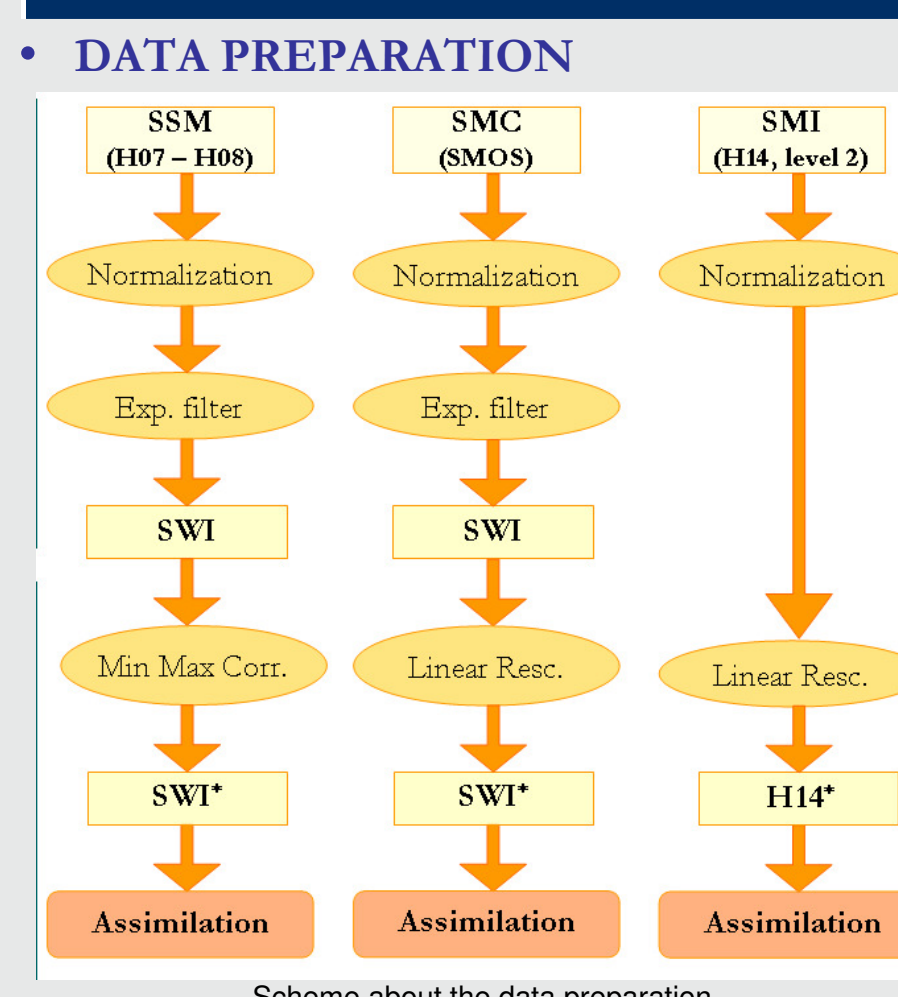 • DATA PREPARATION
SSM
(H07 – H08)
Normalization
Exp. filter
SWI
Min Max Corr.
SWI*
Assimilation
SMC
(SMOS)
Normalization
Exp. filter
SWI
Linear Resc.
SWI*
Assimilation
SMI
(H14, level 2)
Normalization
Linear Resc.
H14*
Assimilation
Scheme about the data preparation